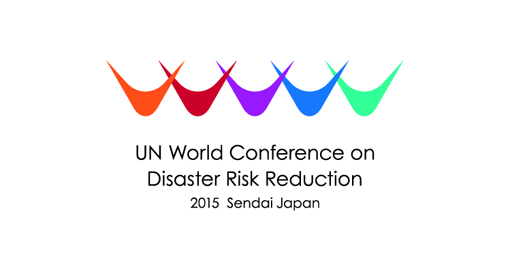 UN World Conference on
Disaster Risk Reduction
2015 Sendai Japan